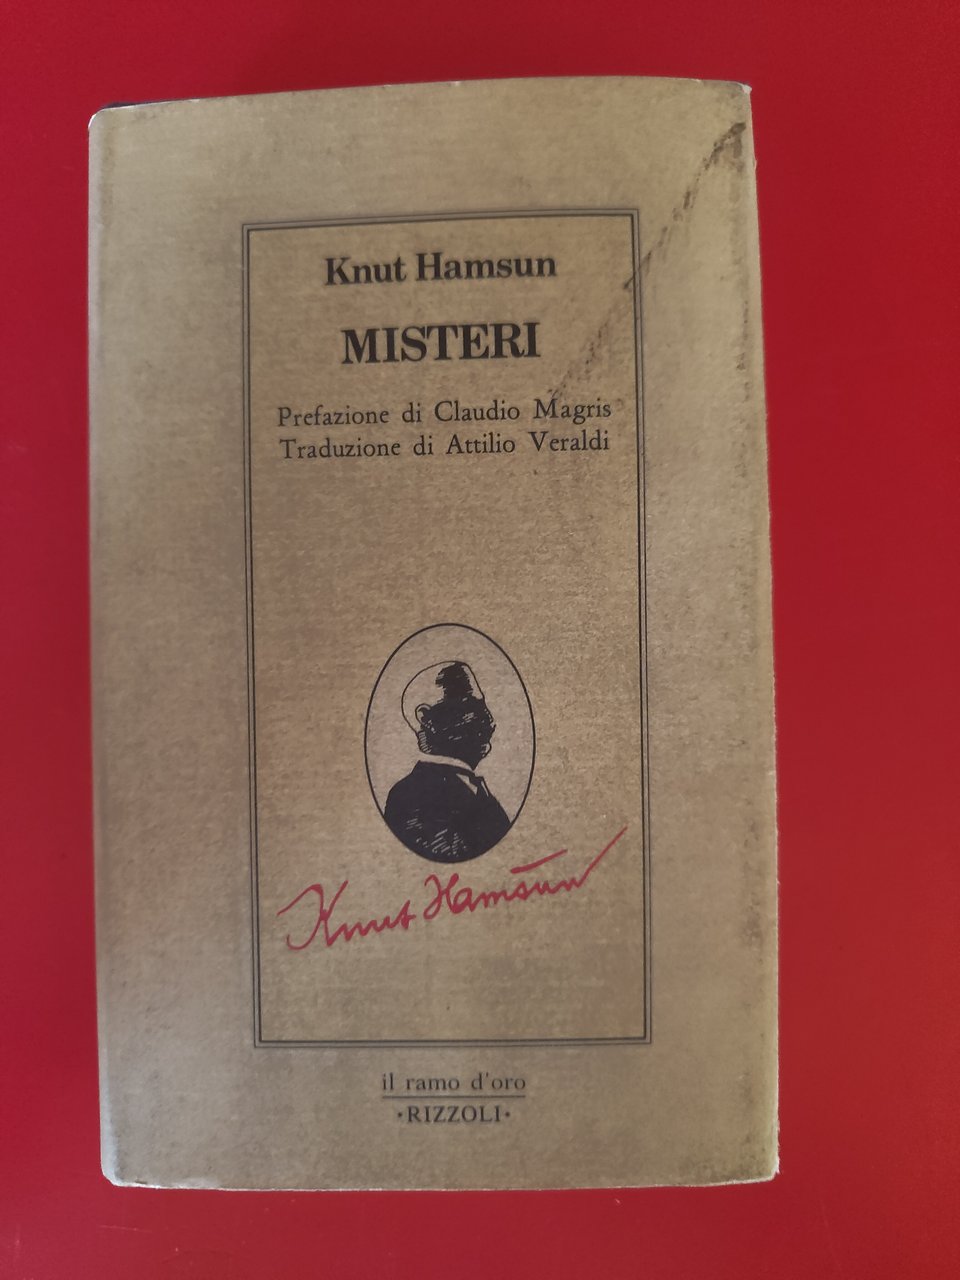 Knut Hamsun
MISTERI
Prefazione di Claudio Magris
Traduzione di Attilio Veraldi
Knut Hamsun
il ramo d'oro
•RIZZOLI•